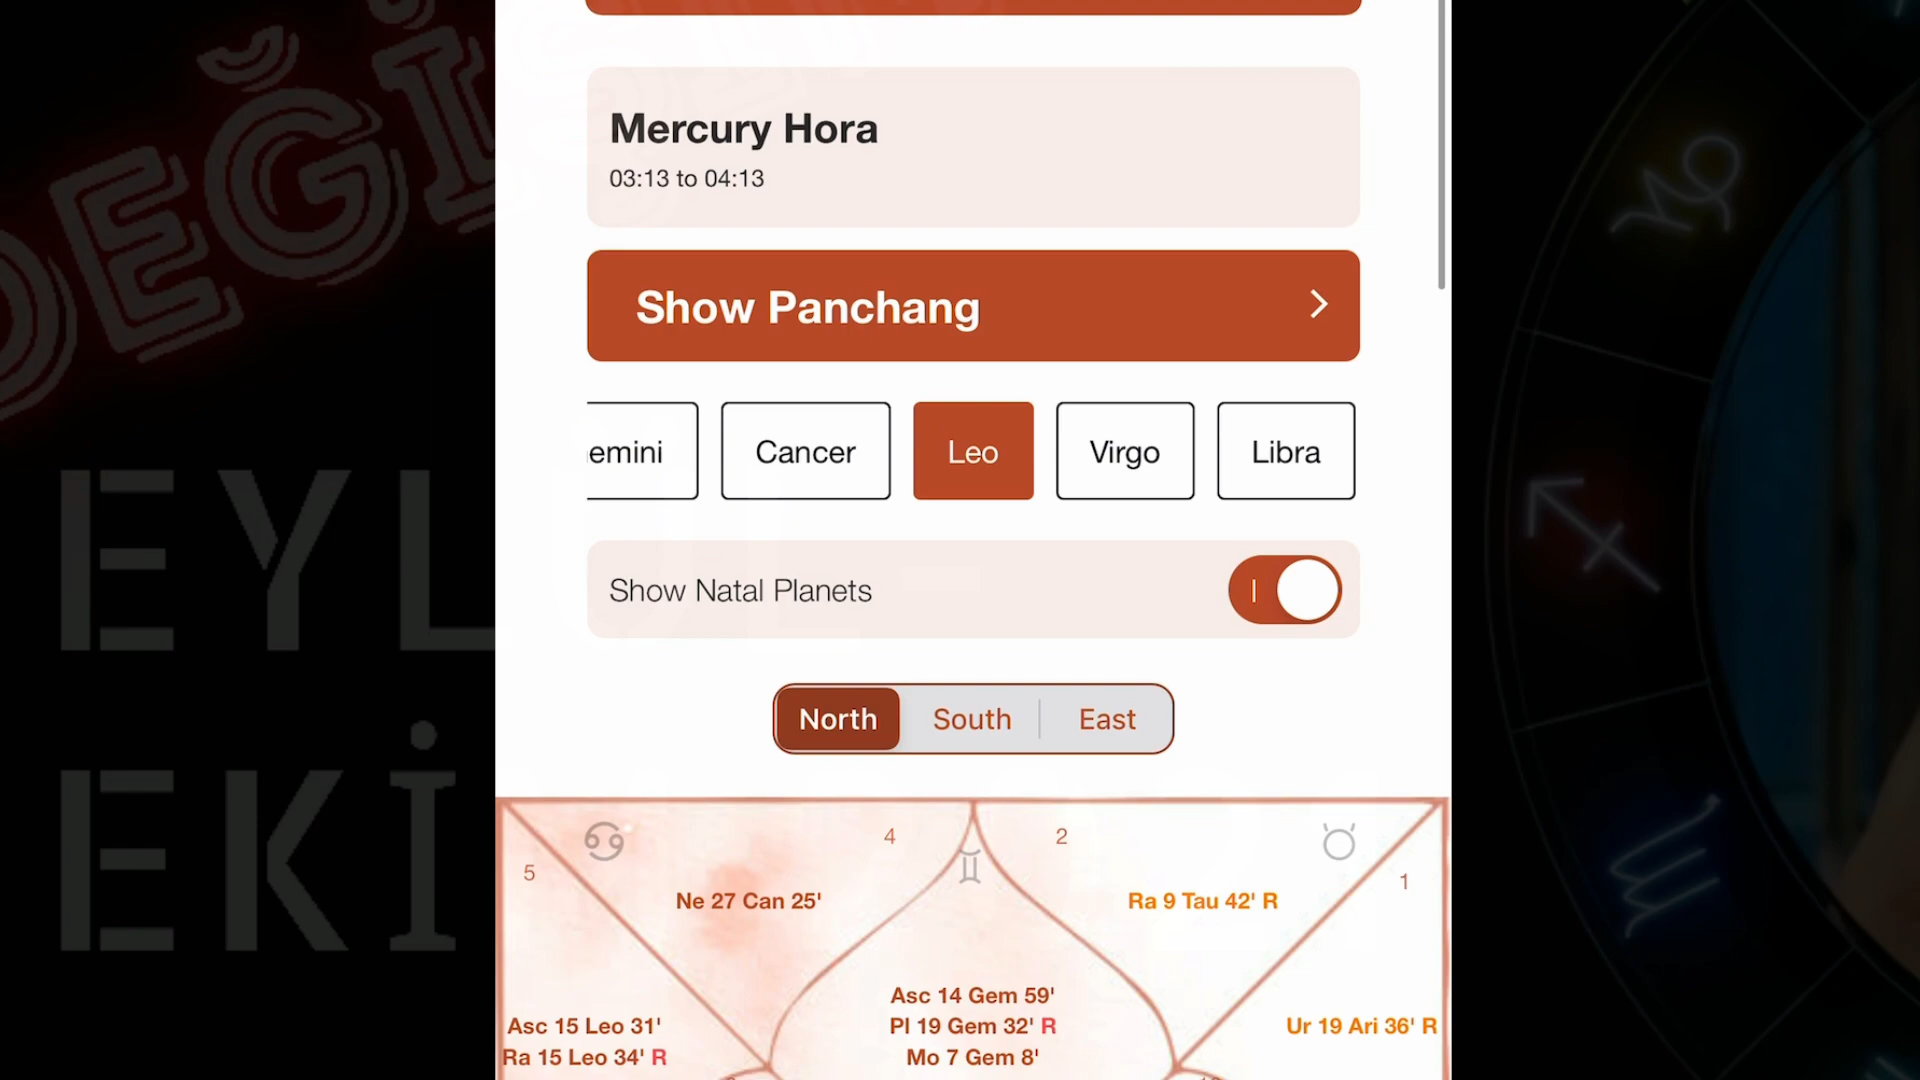 DEĞİ
EYL
EKİ
Mercury Hora
03:13 to 04:13
Show Panchang
emini
Cancer
Leo
Virgo
Libra
Show Natal Planets
North
South
East
4
2
5
1
Ne 27 Can 25'
Ra 9 Tau 42' R
Asc 14 Gem 59'
Pl 19 Gem 32' R
Mo 7 Gem 8'
Asc 15 Leo 31'
Ra 15 Leo 34' R
Ur 19 Ari 36' R